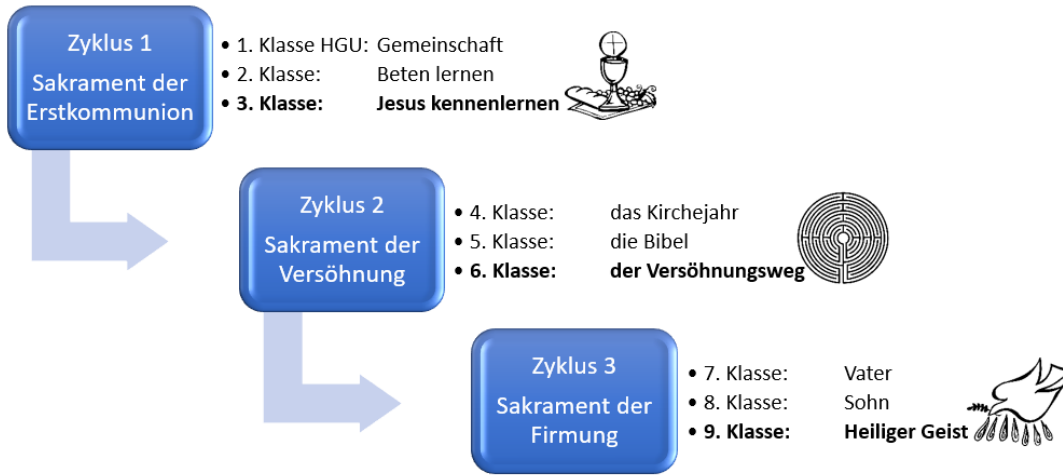 Zyklus 1
Sakrament der
Erstkommunion
• 1. Klasse HGU: Gemeinschaft
• 2. Klasse: Beten lernen
• 3. Klasse: Jesus kennenlernen
Zyklus 2
Sakrament der
Versöhnung
• 4. Klasse: das Kirchejahr
• 5. Klasse: die Bibel
• 6. Klasse: der Versöhnungsweg
Zyklus 3
Sakrament der
Firmung
• 7. Klasse: Vater
• 8. Klasse: Sohn
• 9. Klasse: Heiliger Geist